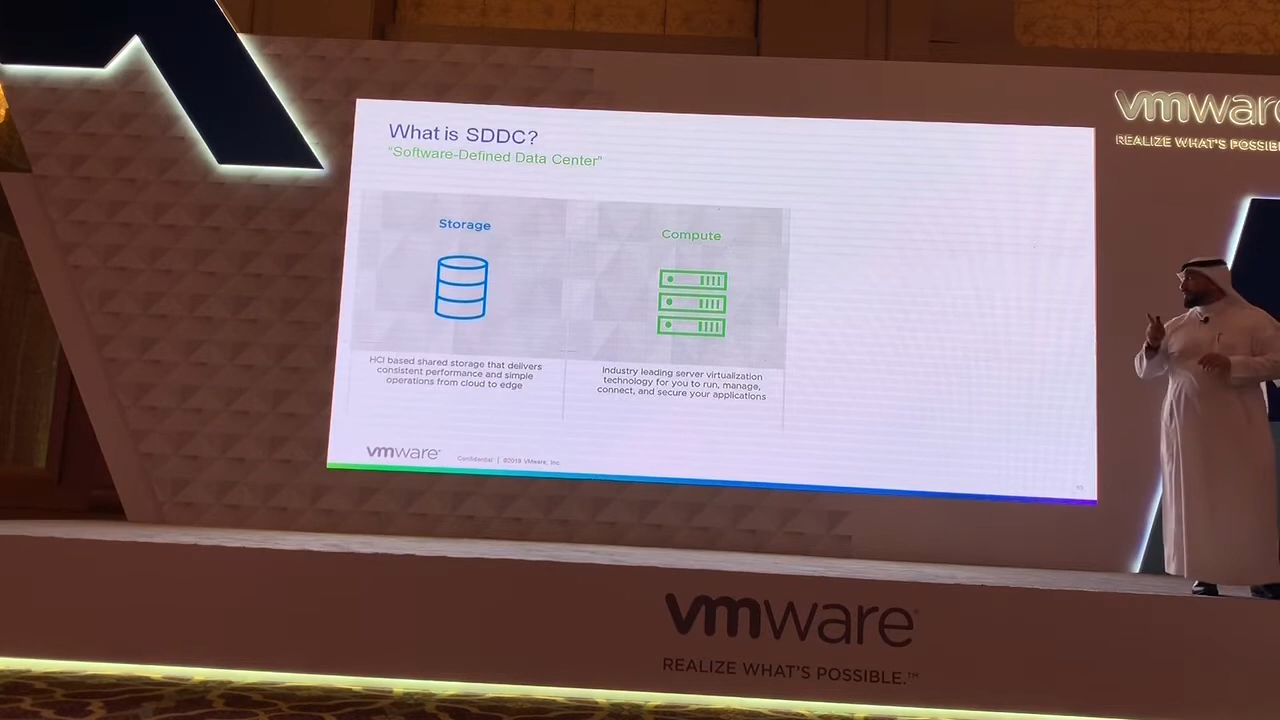 What is SDDC?
"Software-Defined Data Center"
Storage
HCI based shared storage that delivers
consistent performance and simple
operations from cloud to edge
Compute
Industry leading server virtualization
technology for you to run, manage,
connect, and secure your applications
vmware®
Confidential | ©2019 VMware, Inc.
vmware
REALIZE WHAT'S POSSIB
vmware®
REALIZE WHAT'S POSSIBLE.™